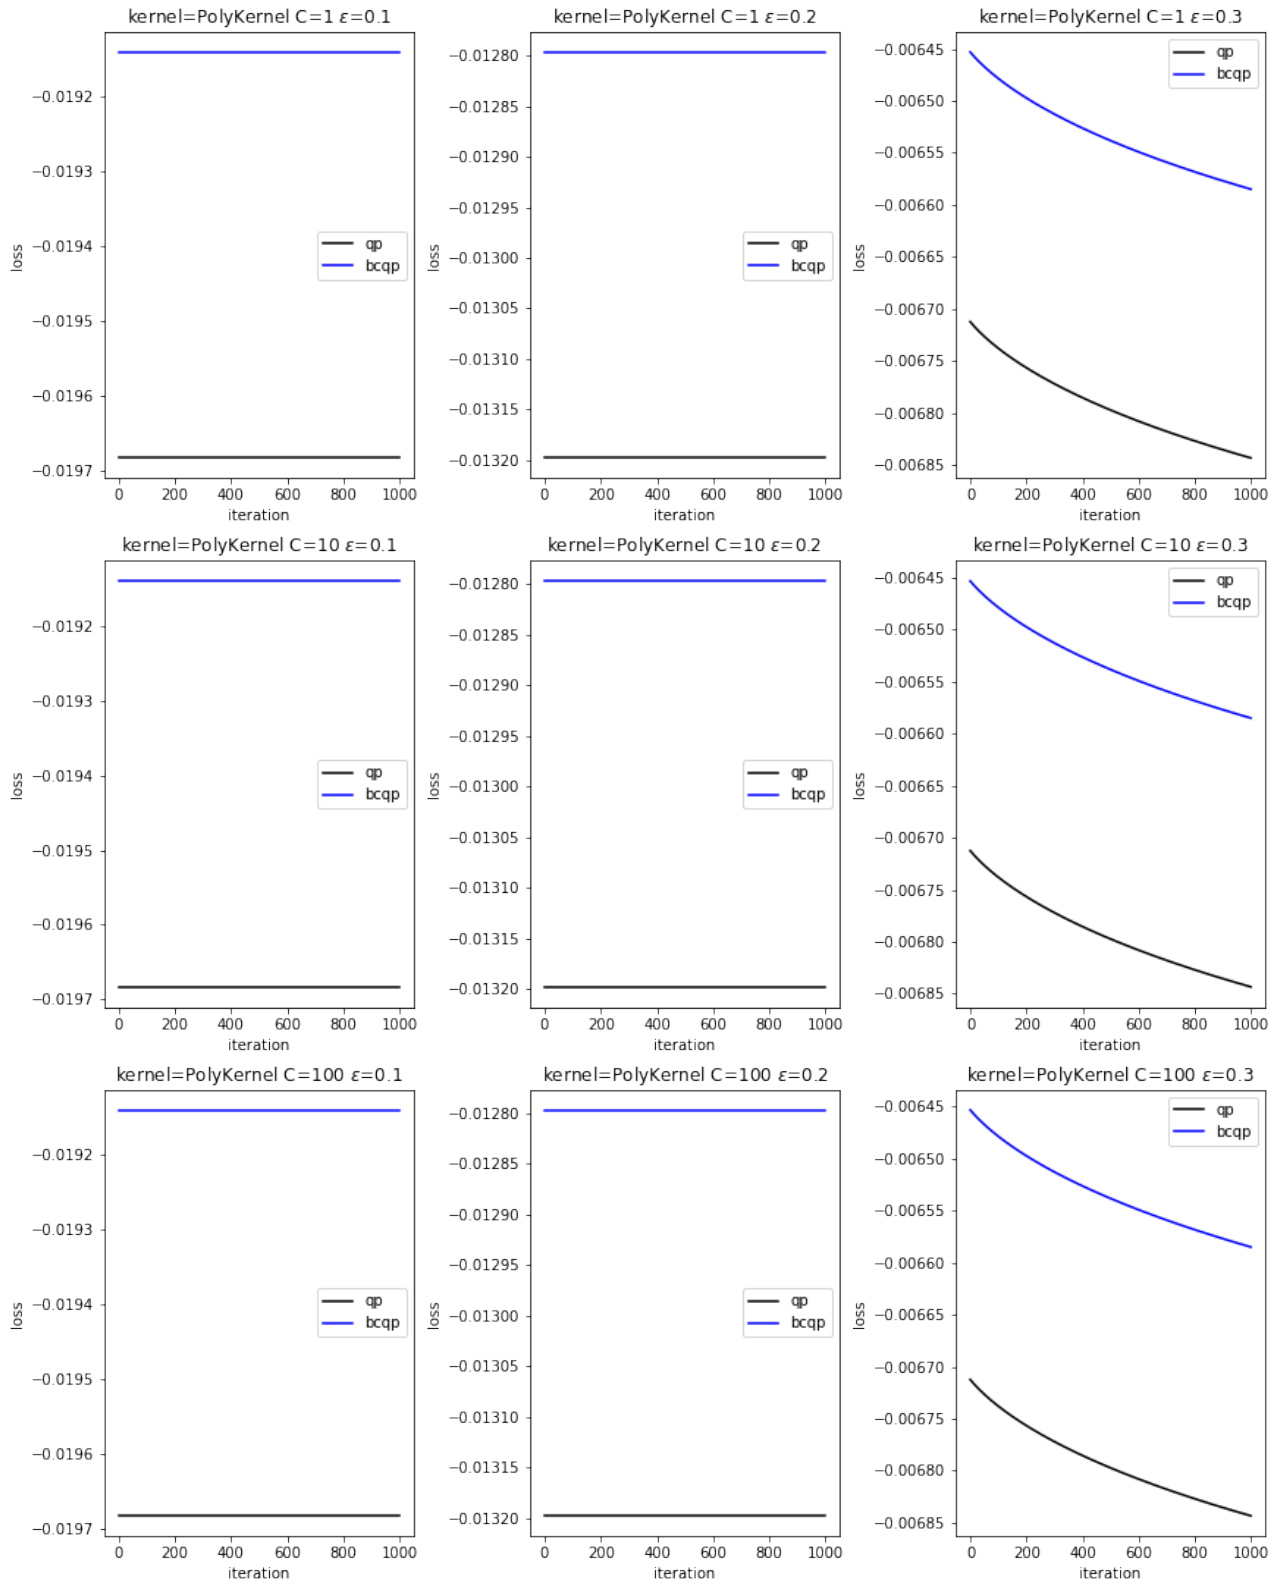 kernel=PolyKernel C=1 ε=0.1
−0.0192
−0.0193
−0.0194
−0.0195
−0.0196
−0.0197
loss
qp
bcqp
0 200 400 600 800 1000
iteration
kernel=PolyKernel C=1 ε=0.2
−0.01280
−0.01285
−0.01290
−0.01295
−0.01300
−0.01305
−0.01310
−0.01315
−0.01320
loss
qp
bcqp
0 200 400 600 800 1000
iteration
kernel=PolyKernel C=1 ε=0.3
−0.00645
−0.00650
−0.00655
−0.00660
−0.00665
−0.00670
−0.00675
−0.00680
−0.00685
loss
qp
bcqp
0 200 400 600 800 1000
iteration
kernel=PolyKernel C=10 ε=0.1
−0.0192
−0.0193
−0.0194
−0.0195
−0.0196
−0.0197
loss
qp
bcqp
0 200 400 600 800 1000
iteration
kernel=PolyKernel C=10 ε=0.2
−0.01280
−0.01285
−0.01290
−0.01295
−0.01300
−0.01305
−0.01310
−0.01315
−0.01320
loss
qp
bcqp
0 200 400 600 800 1000
iteration
kernel=PolyKernel C=10 ε=0.3
−0.00645
−0.00650
−0.00655
−0.00660
−0.00665
−0.00670
−0.00675
−0.00680
−0.00685
loss
qp
bcqp
0 200 400 600 800 1000
iteration
kernel=PolyKernel C=100 ε=0.1
−0.0192
−0.0193
−0.0194
−0.0195
−0.0196
−0.0197
loss
qp
bcqp
0 200 400 600 800 1000
iteration
kernel=PolyKernel C=100 ε=0.2
−0.01280
−0.01285
−0.01290
−0.01295
−0.01300
−0.01305
−0.01310
−0.01315
−0.01320
loss
qp
bcqp
0 200 400 600 800 1000
iteration
kernel=PolyKernel C=100 ε=0.3
−0.00645
−0.00650
−0.00655
−0.00660
−0.00665
−0.00670
−0.00675
−0.00680
−0.00685
loss
qp
bcqp
0 200 400 600 800 1000
iteration